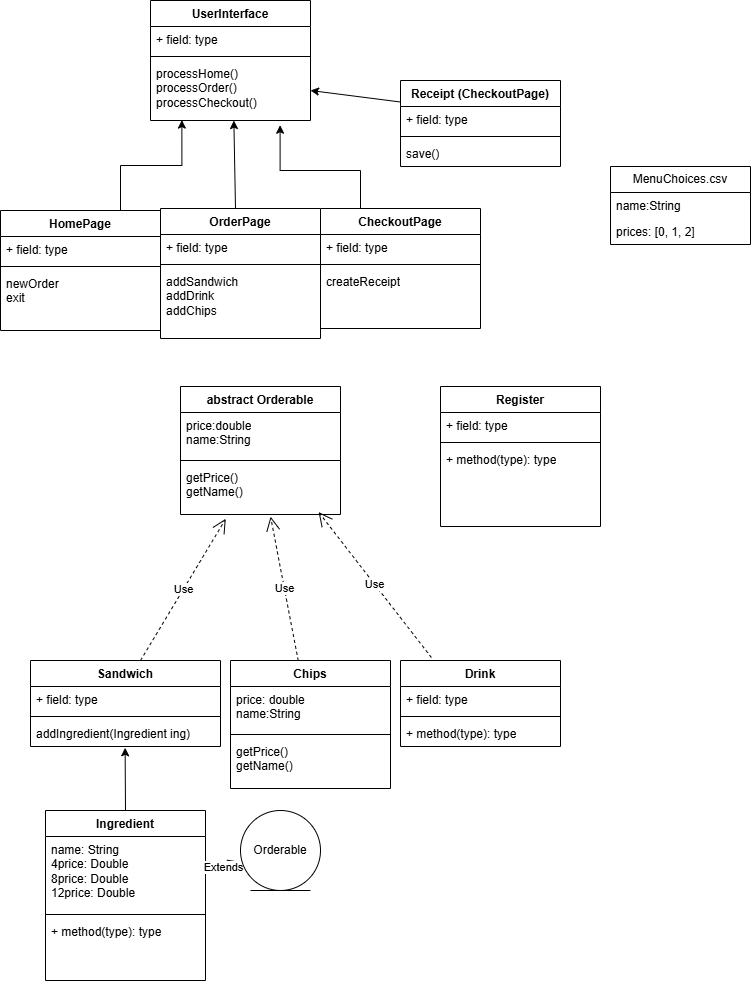 UserInterface
+ field: type
processHome()
processOrder()
processCheckout()
Receipt (CheckoutPage)
+ field: type
save()
MenuChoices.csv
name:String
prices: [0, 1, 2]
HomePage
+ field: type
newOrder
exit
OrderPage
+ field: type
addSandwich
addDrink
addChips
CheckoutPage
+ field: type
createReceipt
abstract Orderable
price:double
name:String
getPrice()
getName()
Register
+ field: type
+ method(type): type
Use
Use
Use
Sandwich
+ field: type
addIngredient(Ingredient ing)
Chips
price: double
name:String
getPrice()
getName()
Drink
+ field: type
+ method(type): type
Ingredient
name: String
4price: Double
8price: Double
12price: Double
+ method(type): type
Extends
Orderable